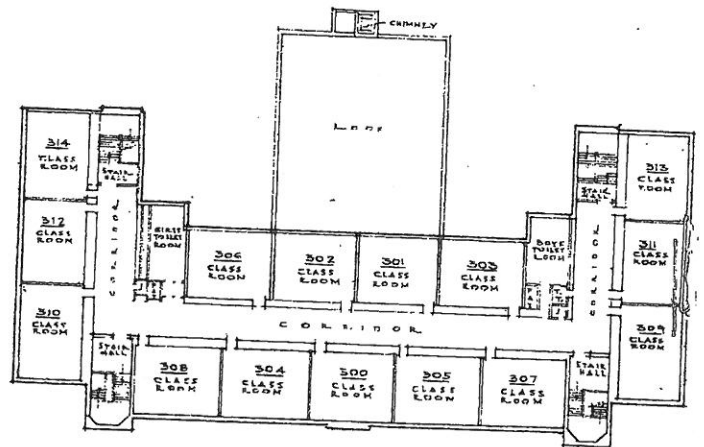 CHIMNEY
ROOF
314
CLASS
ROOM
STAIR
HALL
312
CLASS
ROOM
CORRIDOR
GIRLS
TOILET
ROOM
306
CLASS
ROOM
302
CLASS
ROOM
301
CLASS
ROOM
303
CLASS
ROOM
BOYS
TOILET
ROOM
STAIR
HALL
313
CLASS
ROOM
311
CLASS
ROOM
CORRIDOR
310
CLASS
ROOM
CORRIDOR
309
CLASS
ROOM
STAIR
HALL
308
CLASS
ROOM
304
CLASS
ROOM
300
CLASS
ROOM
305
CLASS
ROOM
307
CLASS
ROOM
STAIR
HALL